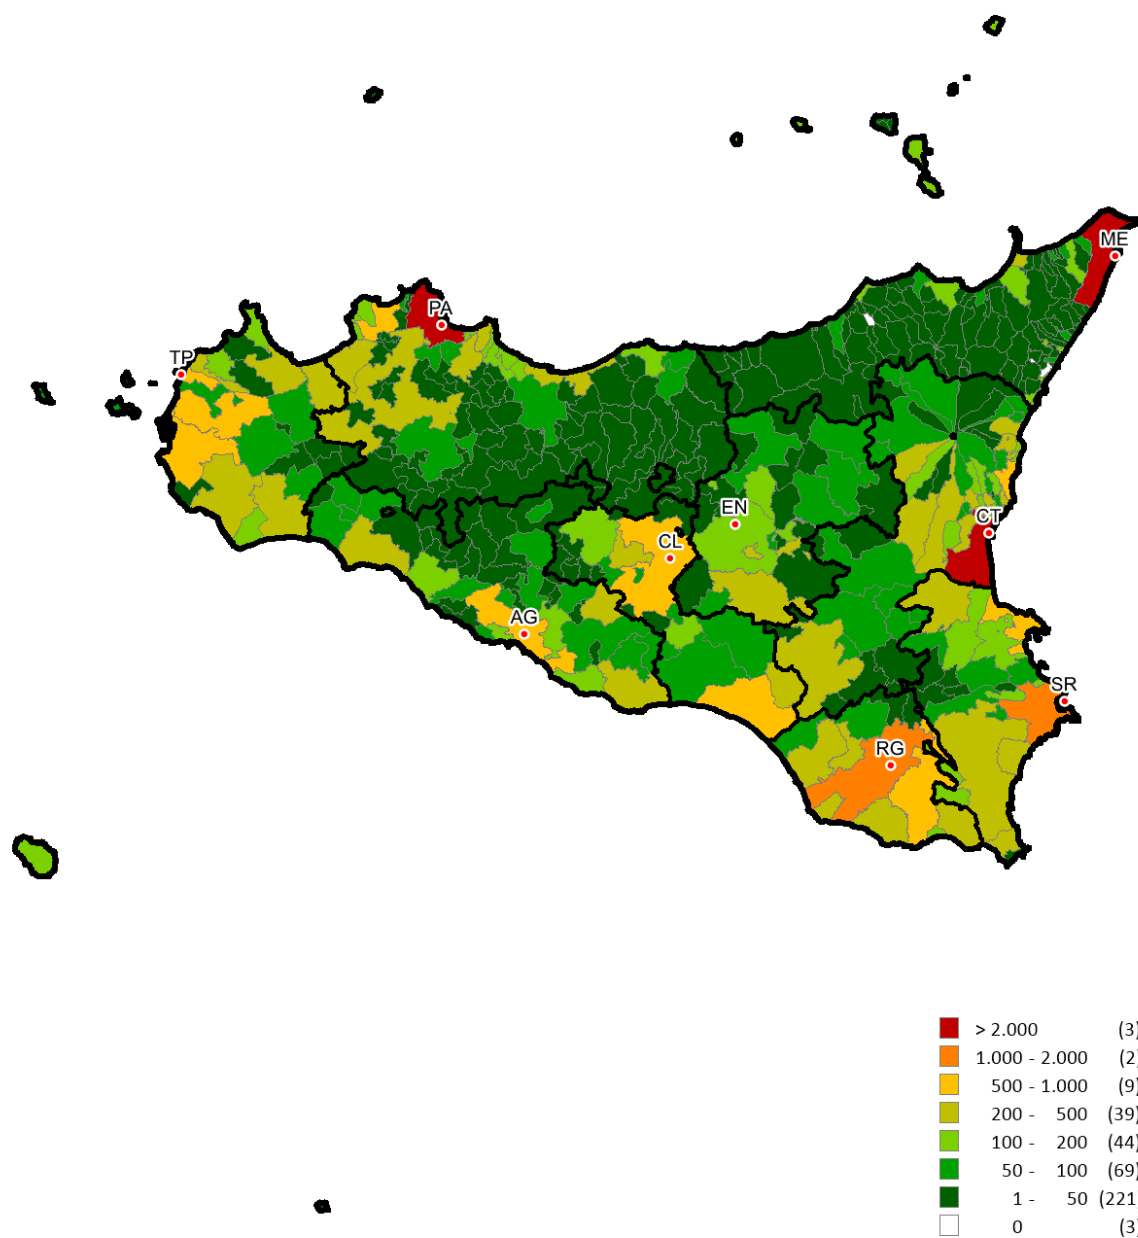 ME
PA
TP
EN
CT
CL
AG
SR
RG
> 2.000 (3)
1.000 - 2.000 (2)
500 - 1.000 (9)
200 - 500 (39)
100 - 200 (44)
50 - 100 (69)
1 - 50 (221
0 (3)